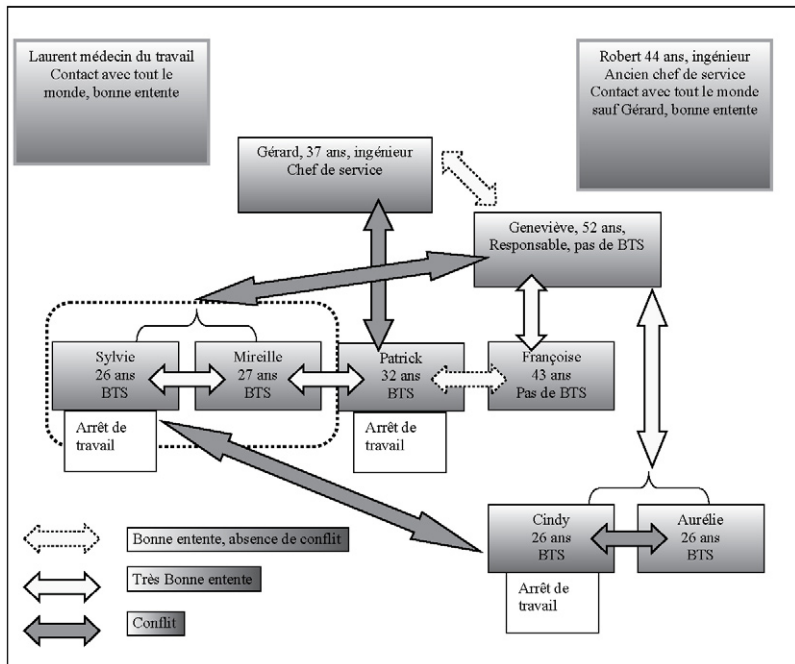 Laurent médecin du travail
Contact avec tout le
monde, bonne entente
Robert 44 ans, ingénieur
Ancien chef de service
Contact avec tout le monde
sauf Gérard, bonne entente
Gérard, 37 ans, ingénieur
Chef de service
Geneviève, 52 ans,
Responsable, pas de BTS
Sylvie
26 ans
BTS
Mireille
27 ans
BTS
Patrick
32 ans
BTS
Françoise
43 ans
Pas de BTS
Arrêt de
travail
Arrêt de
travail
Cindy
26 ans
BTS
Aurélie
26 ans
BTS
Arrêt de
travail
Bonne entente, absence de conflit
Très Bonne entente
Conflit